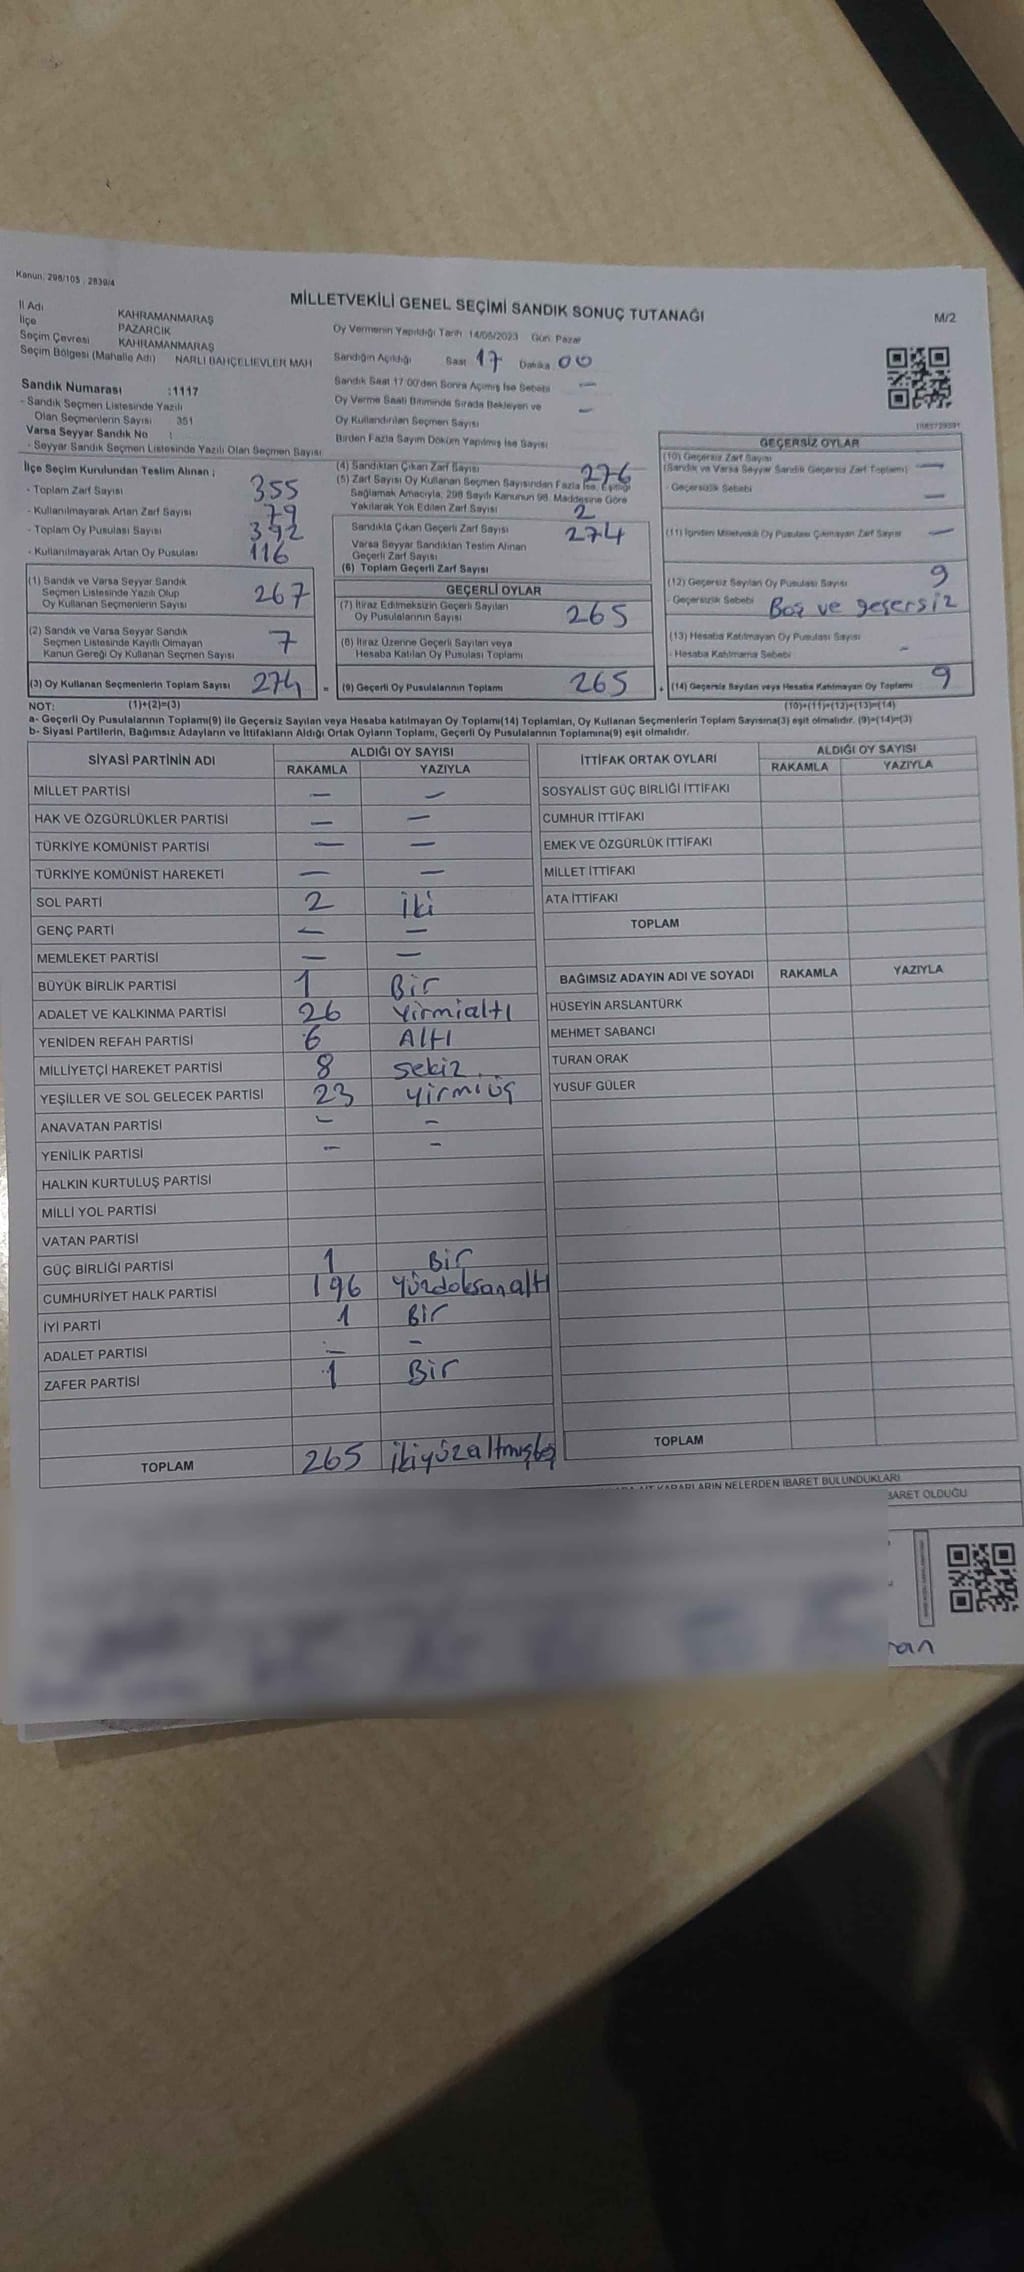 Kanun: 298/105 , 2839/4
MİLLETVEKİLİ GENEL SEÇİMİ SANDIK SONUÇ TUTANAĞI
M/2
İl Adı KAHRAMANMARAŞ
İlçe PAZARCIK
Seçim Çevresi KAHRAMANMARAŞ
Seçim Bölgesi (Mahalle Adı) NARLI BAHÇELİEVLER MAH
Sandık Numarası :1117
- Sandık Seçmen Listesinde Yazılı
Olan Seçmenlerin Sayısı 351
Varsa Seyyar Sandık No :
- Seyyar Sandık Seçmen Listesinde Yazılı Olan Seçmen Sayısı
Oy Vermenin Yapıldığı Tarih 14/05/2023 Gün: Pazar
Sandığın Açıldığı Saat 17 Dakika 00
Sandık Saat 17:00'den Sonra Açımış İse Sebebi —
Oy Verme Saati Bitiminde Sırada Bekleyen ve
Oy Kullandırılan Seçmen Sayısı —
Birden Fazla Sayım Döküm Yapılmış İse Sayısı
İlçe Seçim Kurulundan Teslim Alınan ;
- Toplam Zarf Sayısı 355
- Kullanılmayarak Artan Zarf Sayısı 79
- Toplam Oy Pusulası Sayısı 392
- Kullanılmayarak Artan Oy Pusulası 116
(1) Sandık ve Varsa Seyyar Sandık
Seçmen Listesinde Yazılı Olup
Oy Kullanan Seçmenlerin Sayısı 267
(2) Sandık ve Varsa Seyyar Sandık
Seçmen Listesinde Kayıtlı Olmayan
Kanun Gereği Oy Kullanan Seçmen Sayısı 7
(3) Oy Kullanan Seçmenlerin Toplam Sayısı 274
(4) Sandıktan Çıkan Zarf Sayısı 276
(5) Zarf Sayısı Oy Kullanan Seçmen Sayısından Fazla İse, Eşitliği
Sağlamak Amacıyla, 298 Sayılı Kanunun 98. Maddesine Göre
Yakılarak Yok Edilen Zarf Sayısı 2
Sandıkta Çıkan Geçerli Zarf Sayısı 274
Varsa Seyyar Sandıktan Teslim Alınan
Geçerli Zarf Sayısı
(6) Toplam Geçerli Zarf Sayısı
GEÇERLİ OYLAR
(7) İtiraz Edilmeksizin Geçerli Sayılan
Oy Pusulalarının Sayısı 265
(8) İtiraz Üzerine Geçerli Sayılan veya
Hesaba Katılan Oy Pusulası Toplamı
= (9) Geçerli Oy Pusulalarının Toplamı 265
GEÇERSİZ OYLAR
(10) Geçersiz Zarf Sayısı
(Sandık ve Varsa Seyyar Sandık Geçersiz Zarf Toplamı) —
- Geçersizlik Sebebi —
(11) İçinden Milletvekili Oy Pusulası Çıkmayan Zarf Sayısı —
(12) Geçersiz Sayılan Oy Pusulası Sayısı 9
- Geçersizlik Sebebi Boş ve geçersiz
(13) Hesaba Katılmayan Oy Pusulası Sayısı
- Hesaba Katılmama Sebebi -
+ (14) Geçersiz Sayılan veya Hesaba Katılmayan Oy Toplamı 9
NOT: (1)+(2)=(3) (10)+(11)+(12)+(13)=(14)
a- Geçerli Oy Pusulalarının Toplamı(9) ile Geçersiz Sayılan veya Hesaba katılmayan Oy Toplamı(14) Toplamları, Oy Kullanan Seçmenlerin Toplam Sayısına(3) eşit olmalıdır. (9)+(14)=(3)
b- Siyasi Partilerin, Bağımsız Adayların ve İttifakların Aldığı Ortak Oyların Toplamı, Geçerli Oy Pusulalarının Toplamına(9) eşit olmalıdır.
SİYASİ PARTİNİN ADI ALDIĞI OY SAYISI
RAKAMLA YAZIYLA
MİLLET PARTİSİ — —
HAK VE ÖZGÜRLÜKLER PARTİSİ — —
TÜRKİYE KOMÜNİST PARTİSİ — —
TÜRKİYE KOMÜNİST HAREKETİ — —
SOL PARTİ 2 iki
GENÇ PARTİ — —
MEMLEKET PARTİSİ — —
BÜYÜK BİRLİK PARTİSİ 1 Bir
ADALET VE KALKINMA PARTİSİ 26 Yirmialtı
YENİDEN REFAH PARTİSİ 6 Altı
MİLLİYETÇİ HAREKET PARTİSİ 8 sekiz
YEŞİLLER VE SOL GELECEK PARTİSİ 23 Yirmiüç
ANAVATAN PARTİSİ — —
YENİLİK PARTİSİ — —
HALKIN KURTULUŞ PARTİSİ
MİLLİ YOL PARTİSİ
VATAN PARTİSİ
GÜÇ BİRLİĞİ PARTİSİ 1 Bir
CUMHURİYET HALK PARTİSİ 196 Yüzdoksanaltı
İYİ PARTİ 1 Bir
ADALET PARTİSİ — —
ZAFER PARTİSİ 1 Bir
TOPLAM 265 ikiyüzaltmışbeş
İTTİFAK ORTAK OYLARI ALDIĞI OY SAYISI
RAKAMLA YAZIYLA
SOSYALİST GÜÇ BİRLİĞİ İTTİFAKI
CUMHUR İTTİFAKI
EMEK VE ÖZGÜRLÜK İTTİFAKI
MİLLET İTTİFAKI
ATA İTTİFAKI
TOPLAM
BAĞIMSIZ ADAYIN ADI VE SOYADI RAKAMLA YAZIYLA
HÜSEYİN ARSLANTÜRK
MEHMET SABANCI
TURAN ORAK
YUSUF GÜLER
TOPLAM
KARARLARIN NELERDEN İBARET BULUNDUKLARI
OLDUĞU